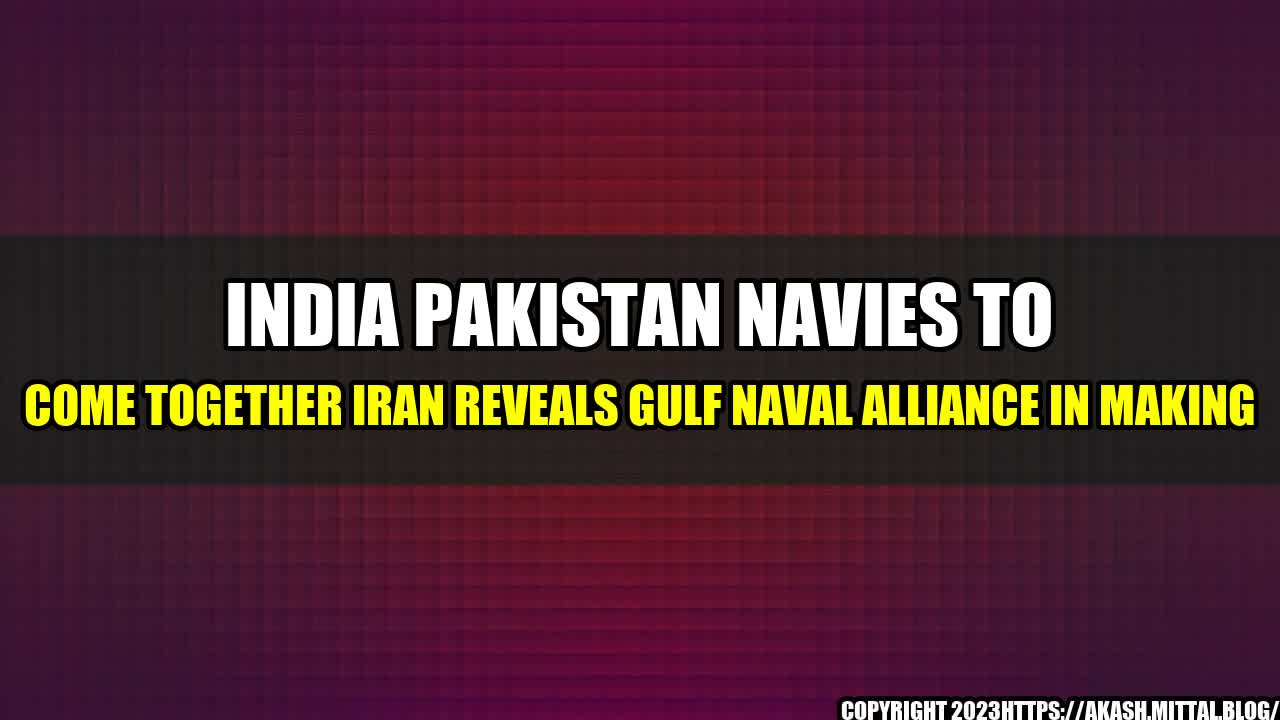 INDIA PAKISTAN NAVIES TO
COME TOGETHER IRAN REVEALS GULF NAVAL ALLIANCE IN MAKING
COPYRIGHT 2023HTTPS://AKASH.MITTAL.BLOG/